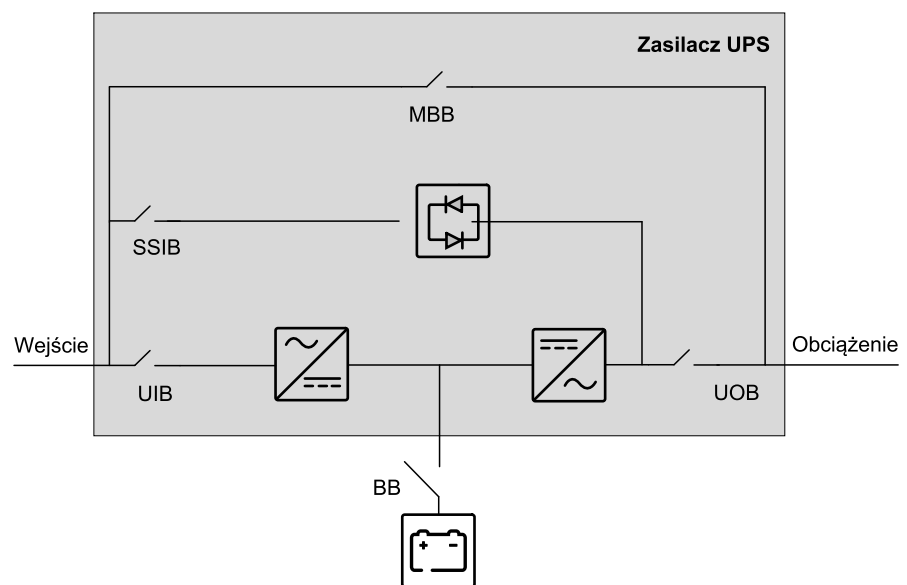 Zasilacz UPS
MBB
SSIB
Wejście
Obciążenie
UIB
UOB
BB